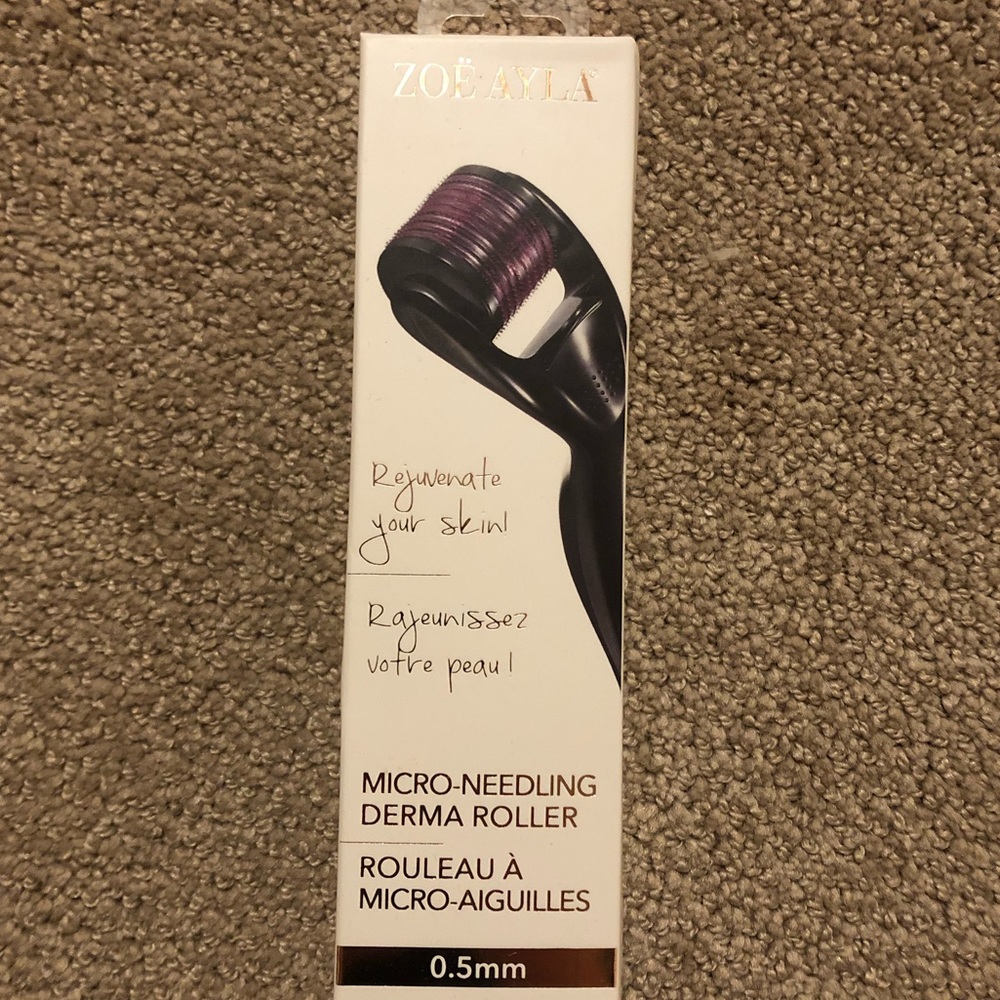 ZOË AYLA®
Rejuvenate
your skin!
Rajeunissez
votre peau !
MICRO-NEEDLING
DERMA ROLLER
ROULEAU À
MICRO-AIGUILLES
0.5mm